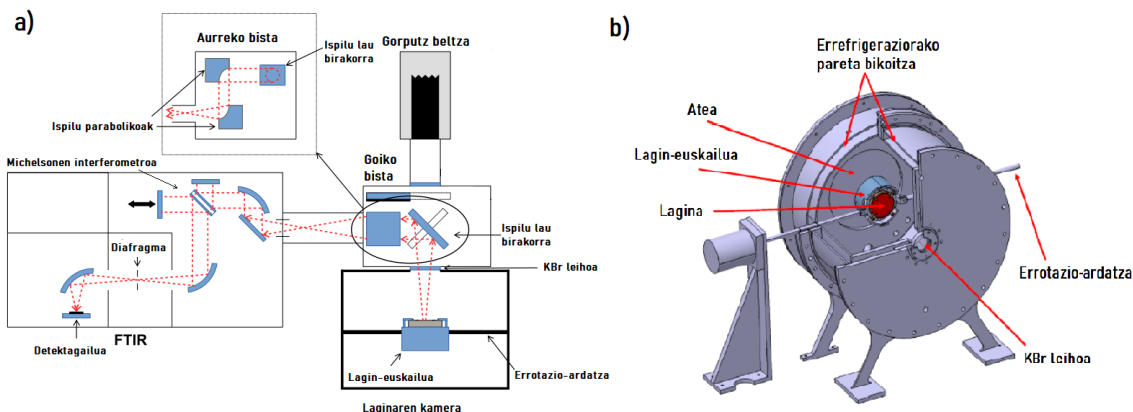 a)
Aurreko bista
Ispilu lau
birakorra
Ispilu parabolikoak
Gorputz beltza
Michelsonen interferometroa
Goiko
bista
Diafragma
Ispilu lau
birakorra
KBr leihoa
FTIR
Detektagailua
Lagin-euskailua
Errotazio-ardatza
Laginaren kamera
b)
Errefrigeraziorako
pareta bikoitza
Atea
Lagin-euskailua
Lagina
Errotazio-ardatza
KBr leihoa